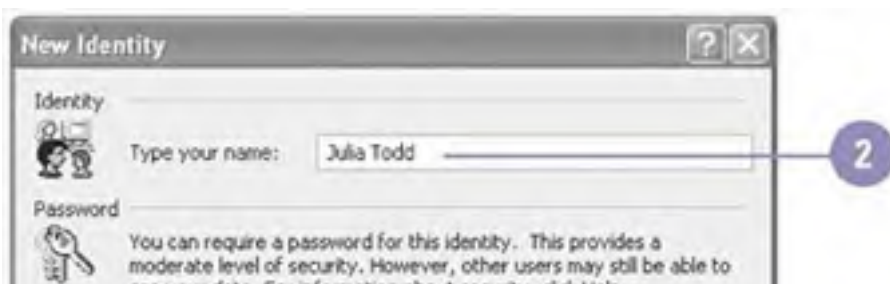 New Identity
Identity
Type your name: Julia Todd
2
Password
You can require a password for this identity. This provides a
moderate level of security. However, other users may still be able to